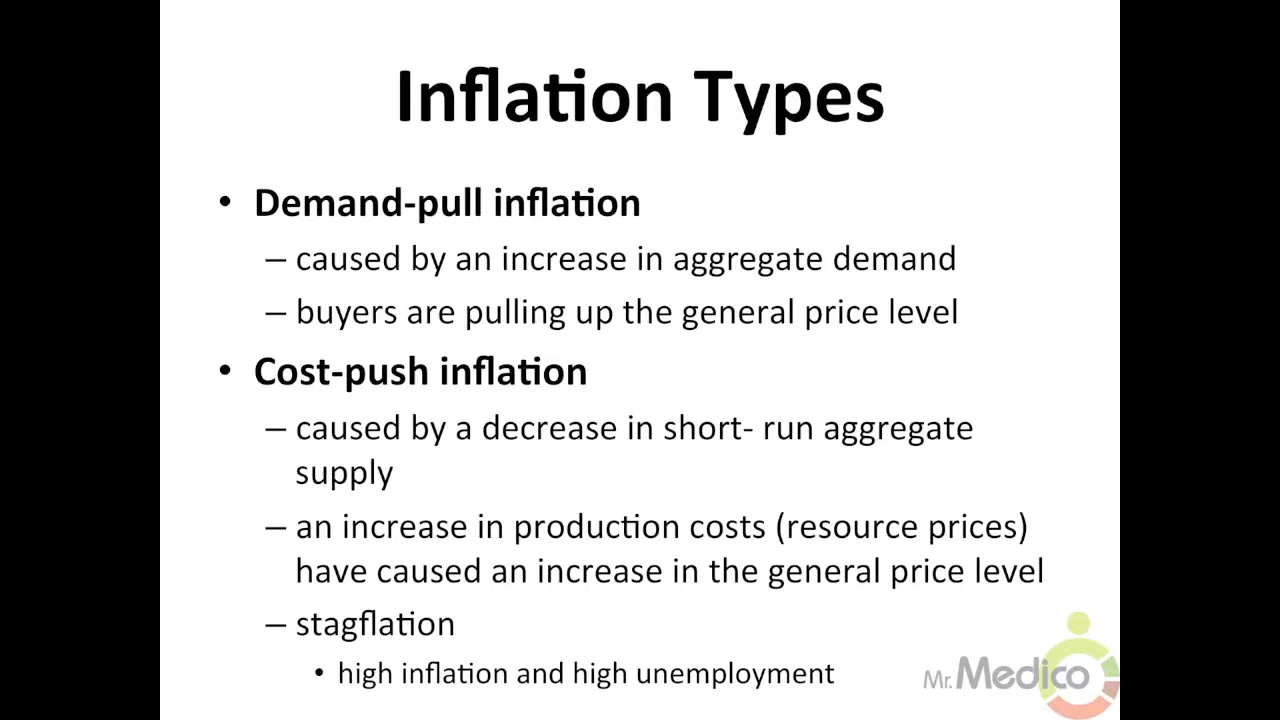 Inflation Types
• Demand-pull inflation
– caused by an increase in aggregate demand
– buyers are pulling up the general price level
• Cost-push inflation
– caused by a decrease in short- run aggregate
supply
– an increase in production costs (resource prices)
have caused an increase in the general price level
– stagflation
• high inflation and high unemployment
Mr.Medico